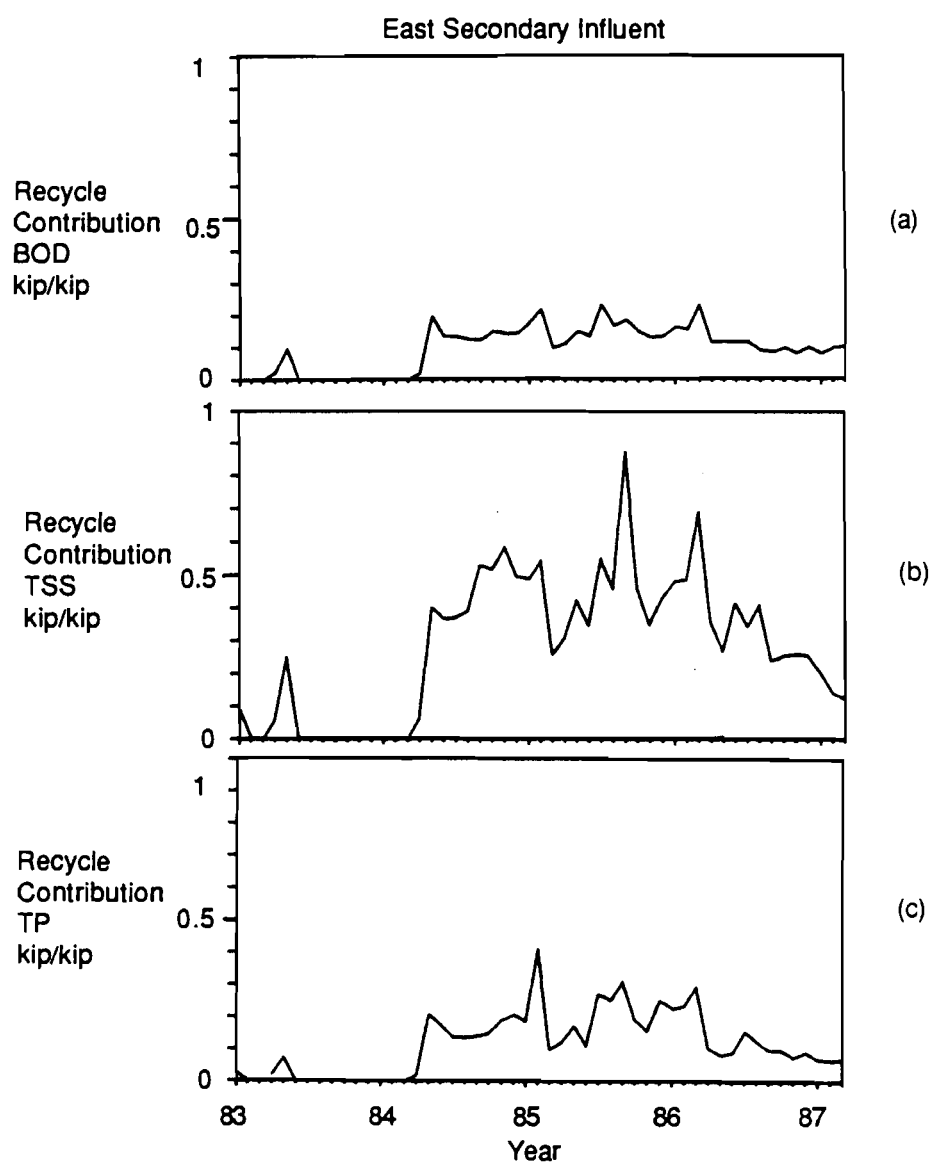 East Secondary Influent
1
Recycle
Contribution
BOD
kip/kip
0.5
(a)
0
1
Recycle
Contribution
TSS
kip/kip
0.5
(b)
0
1
Recycle
Contribution
TP
kip/kip
0.5
(c)
0
83 84 85 86 87
Year